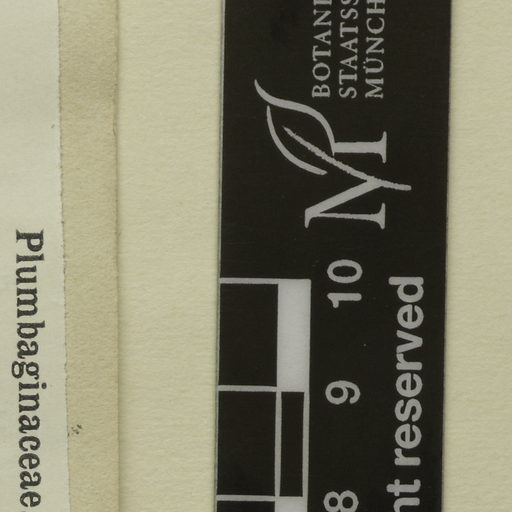 Plumbaginaceae
BOTANI
STAATSS
MÜNCH
M
10
9
8
nt reserved